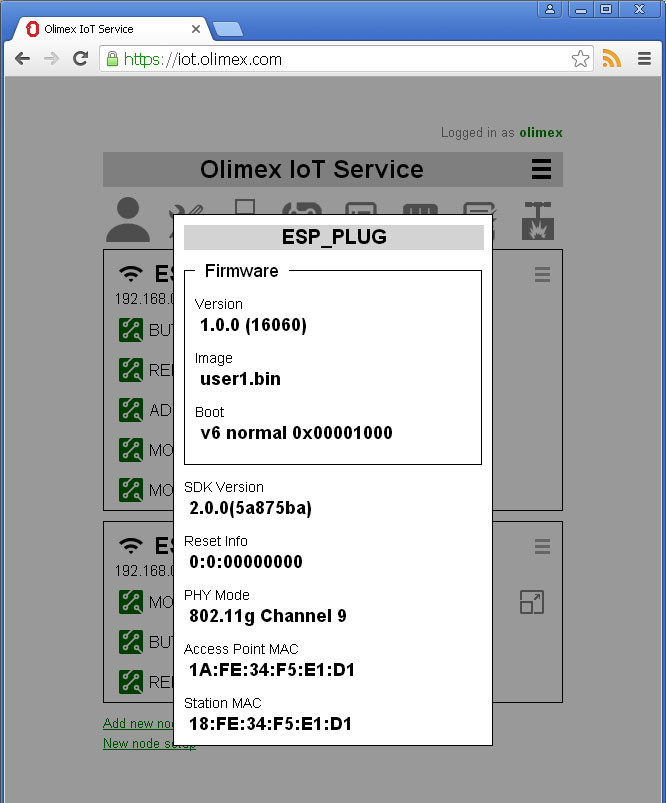 Olimex IoT Service
https://iot.olimex.com
Logged in as olimex
Olimex IoT Service
ESP_PLUG
Firmware
Version
1.0.0 (16060)
Image
user1.bin
Boot
v6 normal 0x00001000
SDK Version
2.0.0(5a875ba)
Reset Info
0:0:00000000
PHY Mode
802.11g Channel 9
Access Point MAC
1A:FE:34:F5:E1:D1
Station MAC
18:FE:34:F5:E1:D1
192.168.0
BUT
REL
AD
MO
MO
192.168.0
MO
BUT
REL
Add new no
New node setup